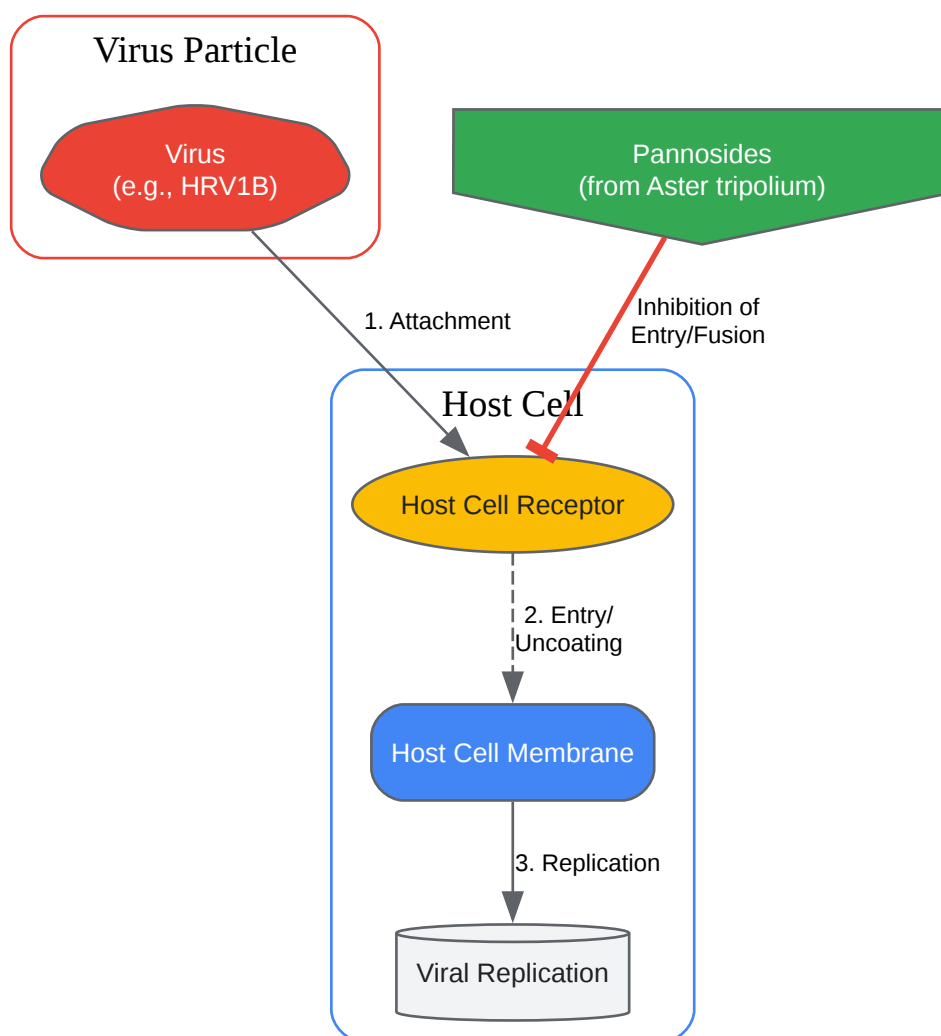 Virus Particle
Virus
(e.g., HRV1B)
Pannosides
(from Aster tripolium)
1. Attachment
Inhibition of
Entry/Fusion
Host Cell
Host Cell Receptor
2. Entry/
Uncoating
Host Cell Membrane
3. Replication
Viral Replication